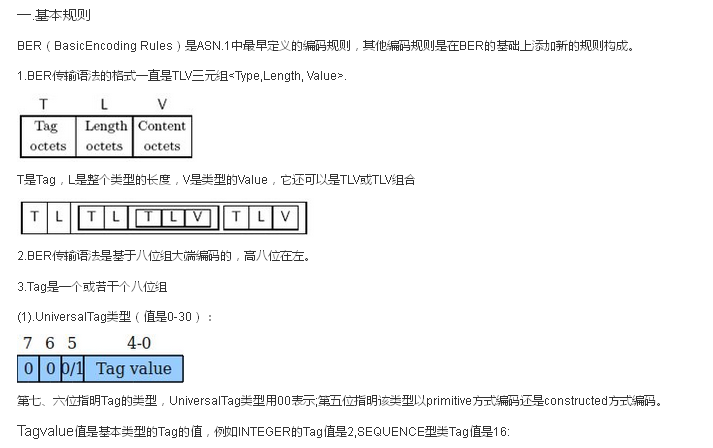 一.基本规则
BER（BasicEncoding Rules）是ASN.1中最早定义的编码规则，其他编码规则是在BER的基础上添加新的规则构成。
1.BER传输语法的格式一直是TLV三元组<Type,Length, Value>.
T L V
Tag Length Content
octets octets octets
T是Tag，L是整个类型的长度，V是类型的Value，它还可以是TLV或TLV组合
T L T L T L V T L V
2.BER传输语法是基于八位组大端编码的，高八位在左。
3.Tag是一个或若干个八位组
(1).UniversalTag类型（值是0-30）：
7 6 5 4-0
0 0 0/1 Tag value
第七、六位指明Tag的类型，UniversalTag类型用00表示;第五位指明该类型以primitive方式编码还是constructed方式编码。
Tagvalue值是基本类型的Tag的值，例如INTEGER的Tag值是2,SEQUENCE型类Tag值是16: